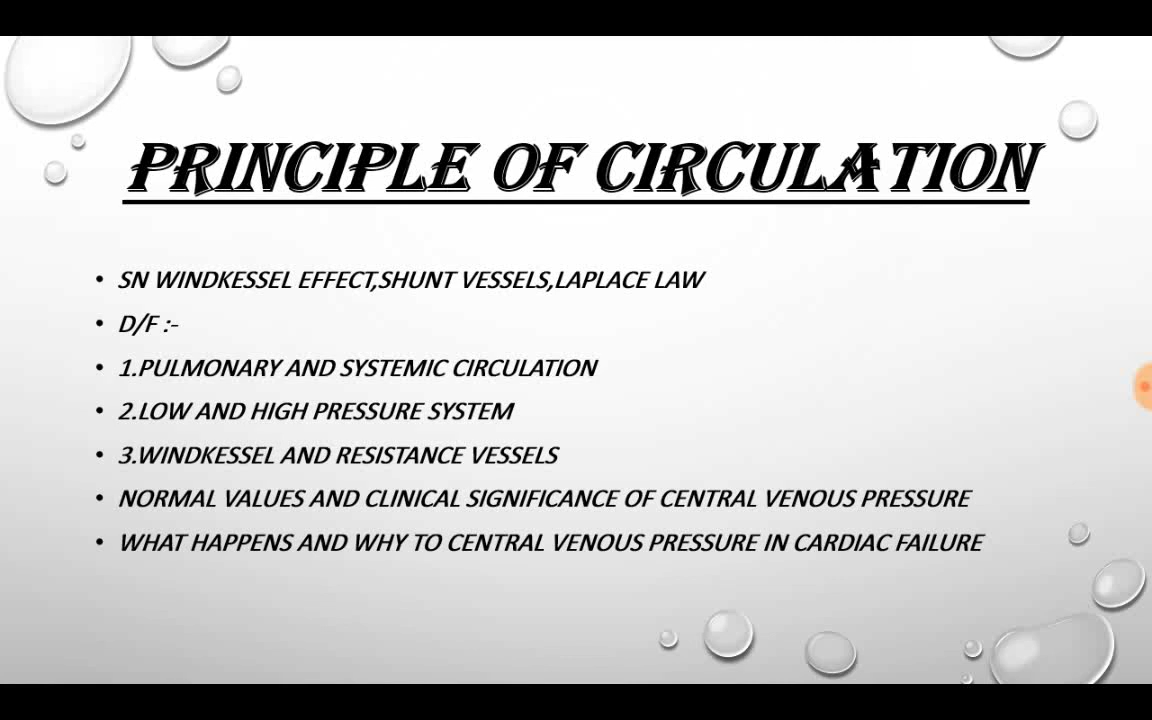 PRINCIPLE OF CIRCULATION
• SN WINDKESSEL EFFECT,SHUNT VESSELS,LAPLACE LAW
• D/F :-
• 1.PULMONARY AND SYSTEMIC CIRCULATION
• 2.LOW AND HIGH PRESSURE SYSTEM
• 3.WINDKESSEL AND RESISTANCE VESSELS
• NORMAL VALUES AND CLINICAL SIGNIFICANCE OF CENTRAL VENOUS PRESSURE
• WHAT HAPPENS AND WHY TO CENTRAL VENOUS PRESSURE IN CARDIAC FAILURE